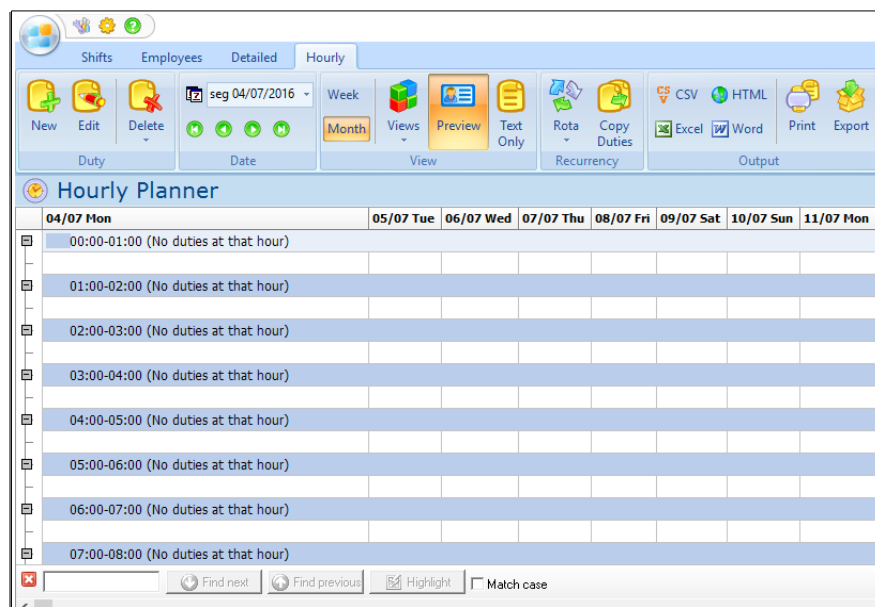 Shifts Employees Detailed Hourly
New Edit Delete
Duty
12 seg 04/07/2016
Date
Week Month Views Preview Text Only
View
Rota Copy Duties
Recurrency
CSV CSV HTML
Excel Word Print Export
Output
Hourly Planner
04/07 Mon 05/07 Tue 06/07 Wed 07/07 Thu 08/07 Fri 09/07 Sat 10/07 Sun 11/07 Mon
00:00-01:00 (No duties at that hour)
01:00-02:00 (No duties at that hour)
02:00-03:00 (No duties at that hour)
03:00-04:00 (No duties at that hour)
04:00-05:00 (No duties at that hour)
05:00-06:00 (No duties at that hour)
06:00-07:00 (No duties at that hour)
07:00-08:00 (No duties at that hour)
Find next Find previous Highlight Match case